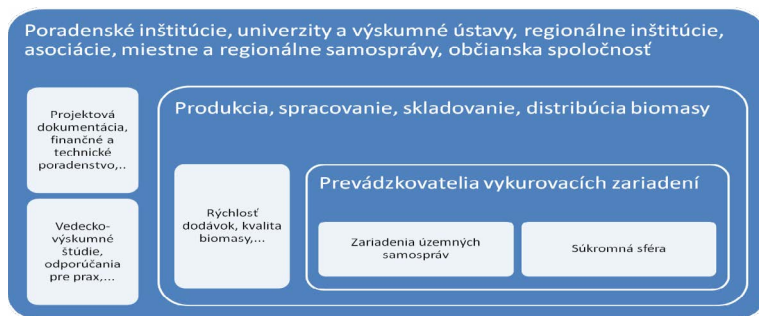 Poradenské inštitúcie, univerzity a výskumné ústavy, regionálne inštitúcie,
asociácie, miestne a regionálne samosprávy, občianska spoločnosť
Projektová
dokumentácia,
finančné a
technické
poradenstvo,..
Vedecko-
výskumné
štúdie,
odporúčania
pre prax,...
Produkcia, spracovanie, skladovanie, distribúcia biomasy
Rýchlosť
dodávok, kvalita
biomasy,...
Prevádzkovatelia vykurovacích zariadení
Zariadenia územných
samospráv
Súkromná sféra